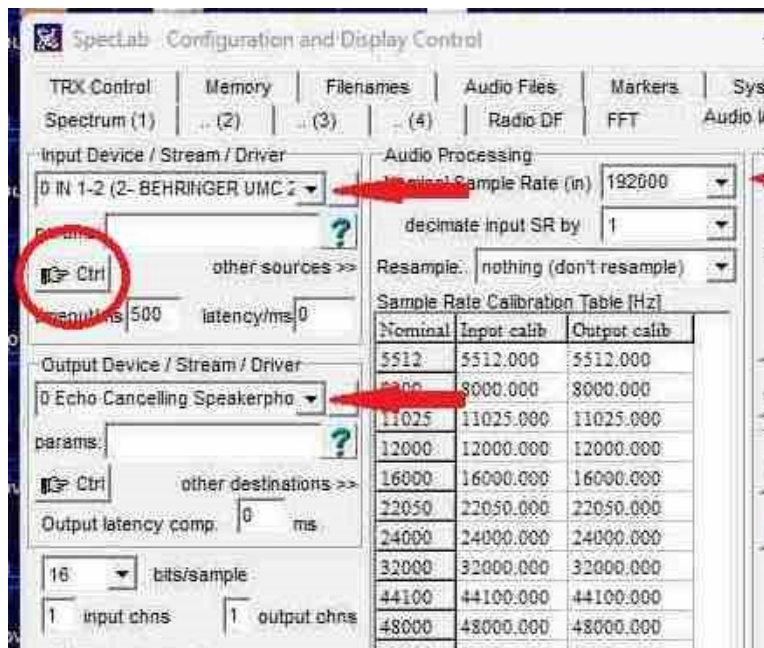 SpecLab Configuration and Display Control
TRX Control Memory Filenames Audio Files Markers Sys
Spectrum (1) .. (2) .. (3) .. (4) Radio DF FFT Audio
Input Device / Stream / Driver
0 IN 1-2 (2- BEHRINGER UMC 2
?
Ctrl other sources >>
500 latency/ms 0
Output Device / Stream / Driver
0 Echo Cancelling Speakerpho
params: ?
Ctrl other destinations >>
Output latency comp. 0 ms
16 bits/sample
1 input chns 1 output chns
Audio Processing
Sample Rate (in) 192000
decimate input SR by 1
Resample.. nothing (don't resample)
Sample Rate Calibration Table [Hz]
Nominal Input calib Output calib
5512 5512.000 5512.000
8000.000 8000.000
11025 11025.000 11025.000
12000 12000.000 12000.000
16000 16000.000 16000.000
22050 22050.000 22050.000
24000 24000.000 24000.000
32000 32000.000 32000.000
44100 44100.000 44100.000
48000 48000.000 48000.000